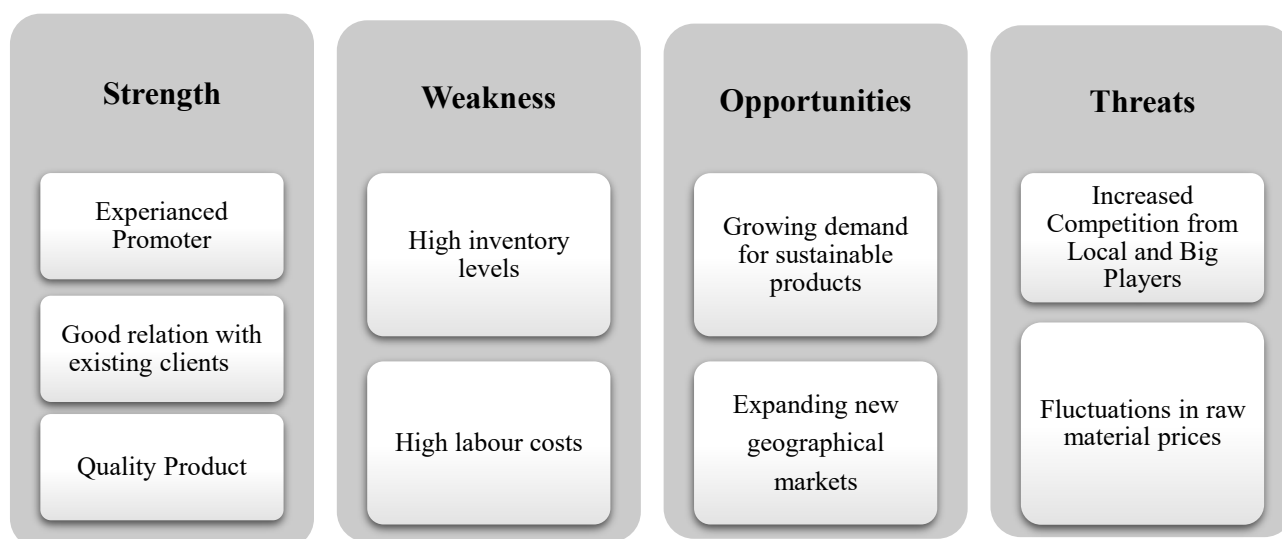 Strength
Experianced
Promoter
Good relation with
existing clients
Quality Product
Weakness
High inventory
levels
High labour costs
Opportunities
Growing demand
for sustainable
products
Expanding new
geographical
markets
Threats
Increased
Competition from
Local and Big
Players
Fluctuations in raw
material prices